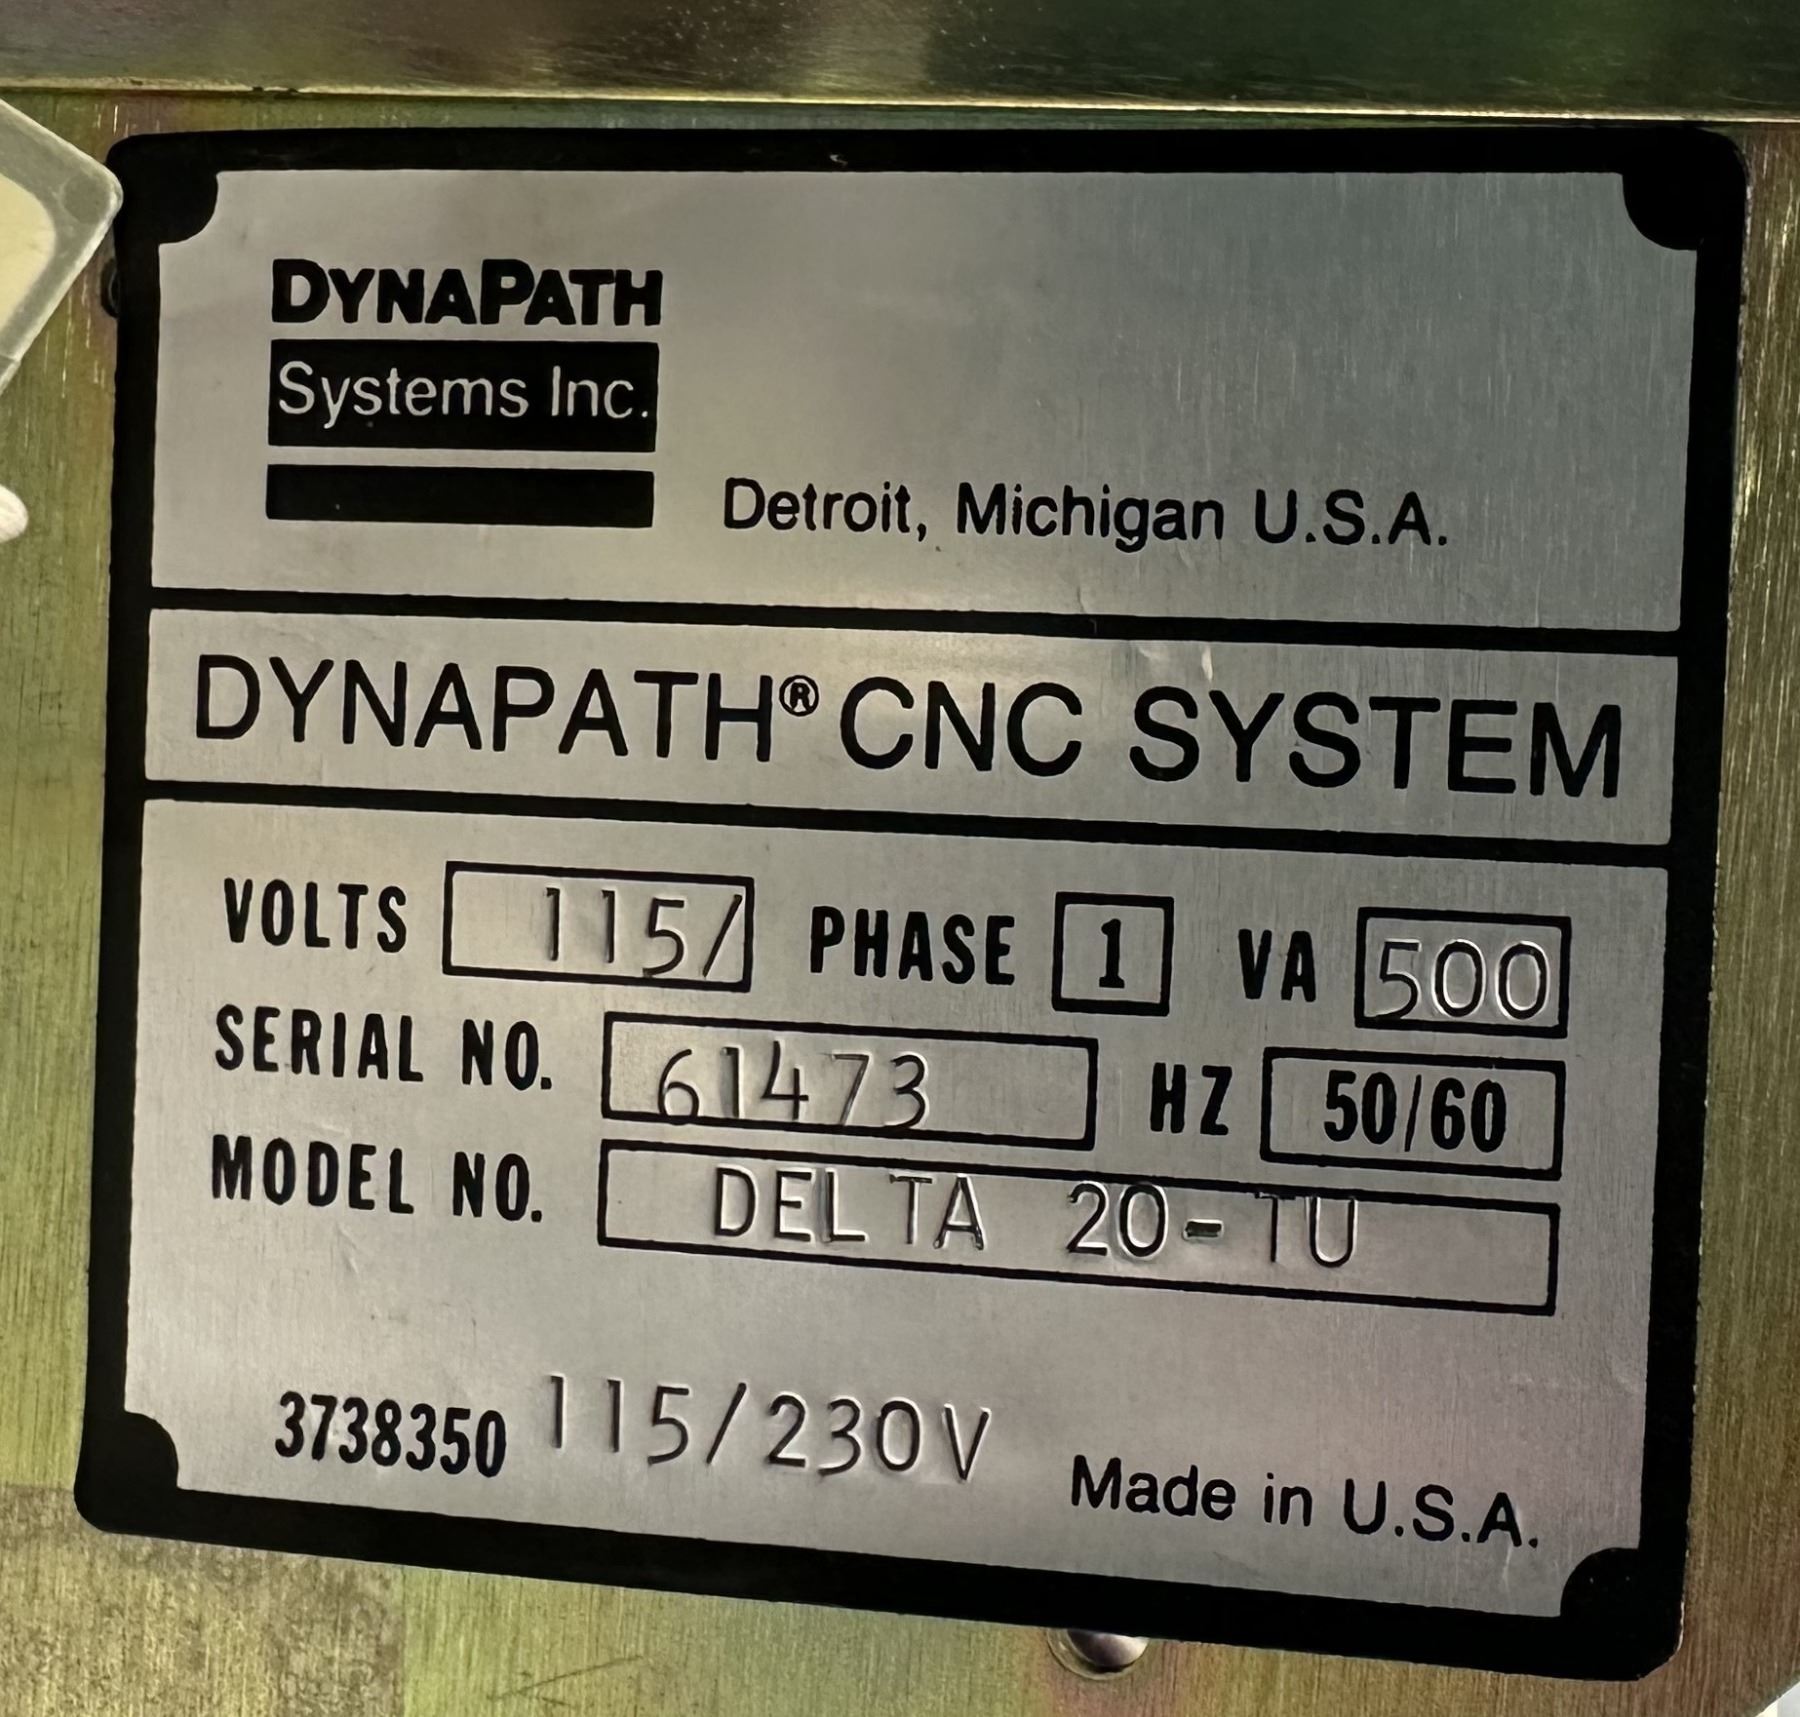 DYNAPATH
Systems Inc.
Detroit, Michigan U.S.A.
DYNAPATH® CNC SYSTEM
VOLTS 115/ PHASE 1 VA 500
SERIAL NO. 61473 HZ 50/60
MODEL NO. DELTA 20-TU
3738350 115/230V Made in U.S.A.